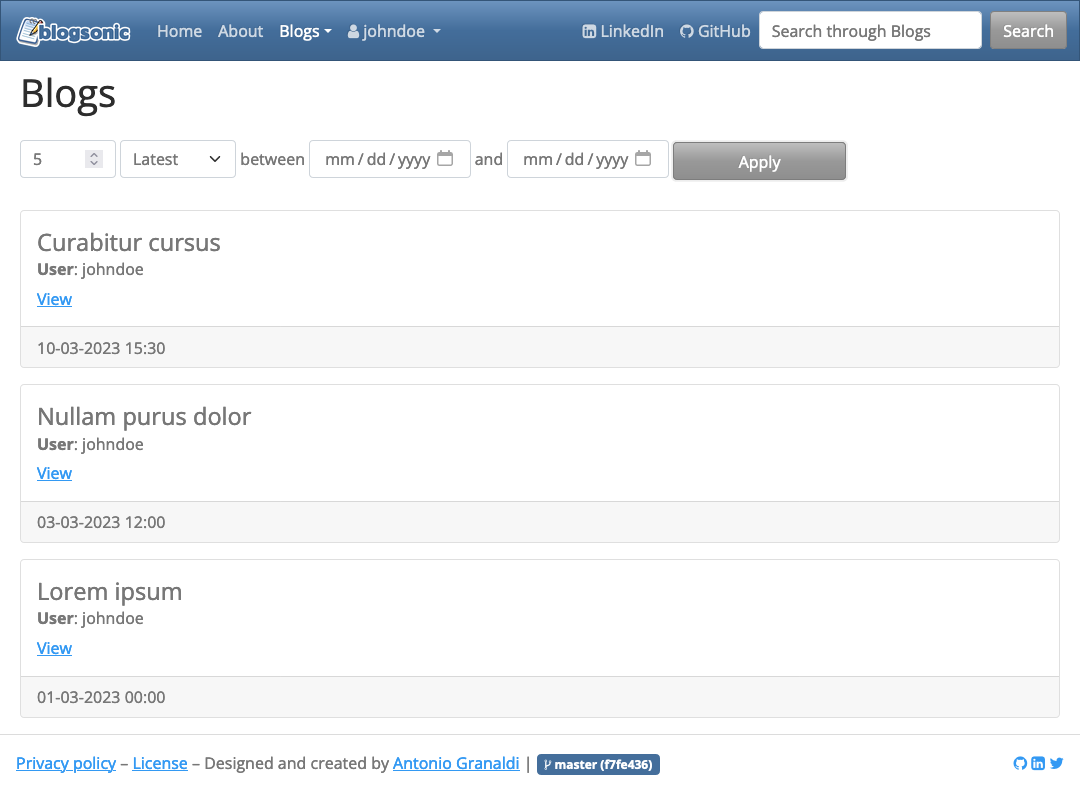 blogsonic Home About Blogs johndoe LinkedIn GitHub Search through Blogs Search
Blogs
5 Latest between mm/dd/yyyy and mm/dd/yyyy Apply
Curabitur cursus
User: johndoe
View
10-03-2023 15:30
Nullam purus dolor
User: johndoe
View
03-03-2023 12:00
Lorem ipsum
User: johndoe
View
01-03-2023 00:00
Privacy policy – License – Designed and created by Antonio Granaldi | master (f7fe436)